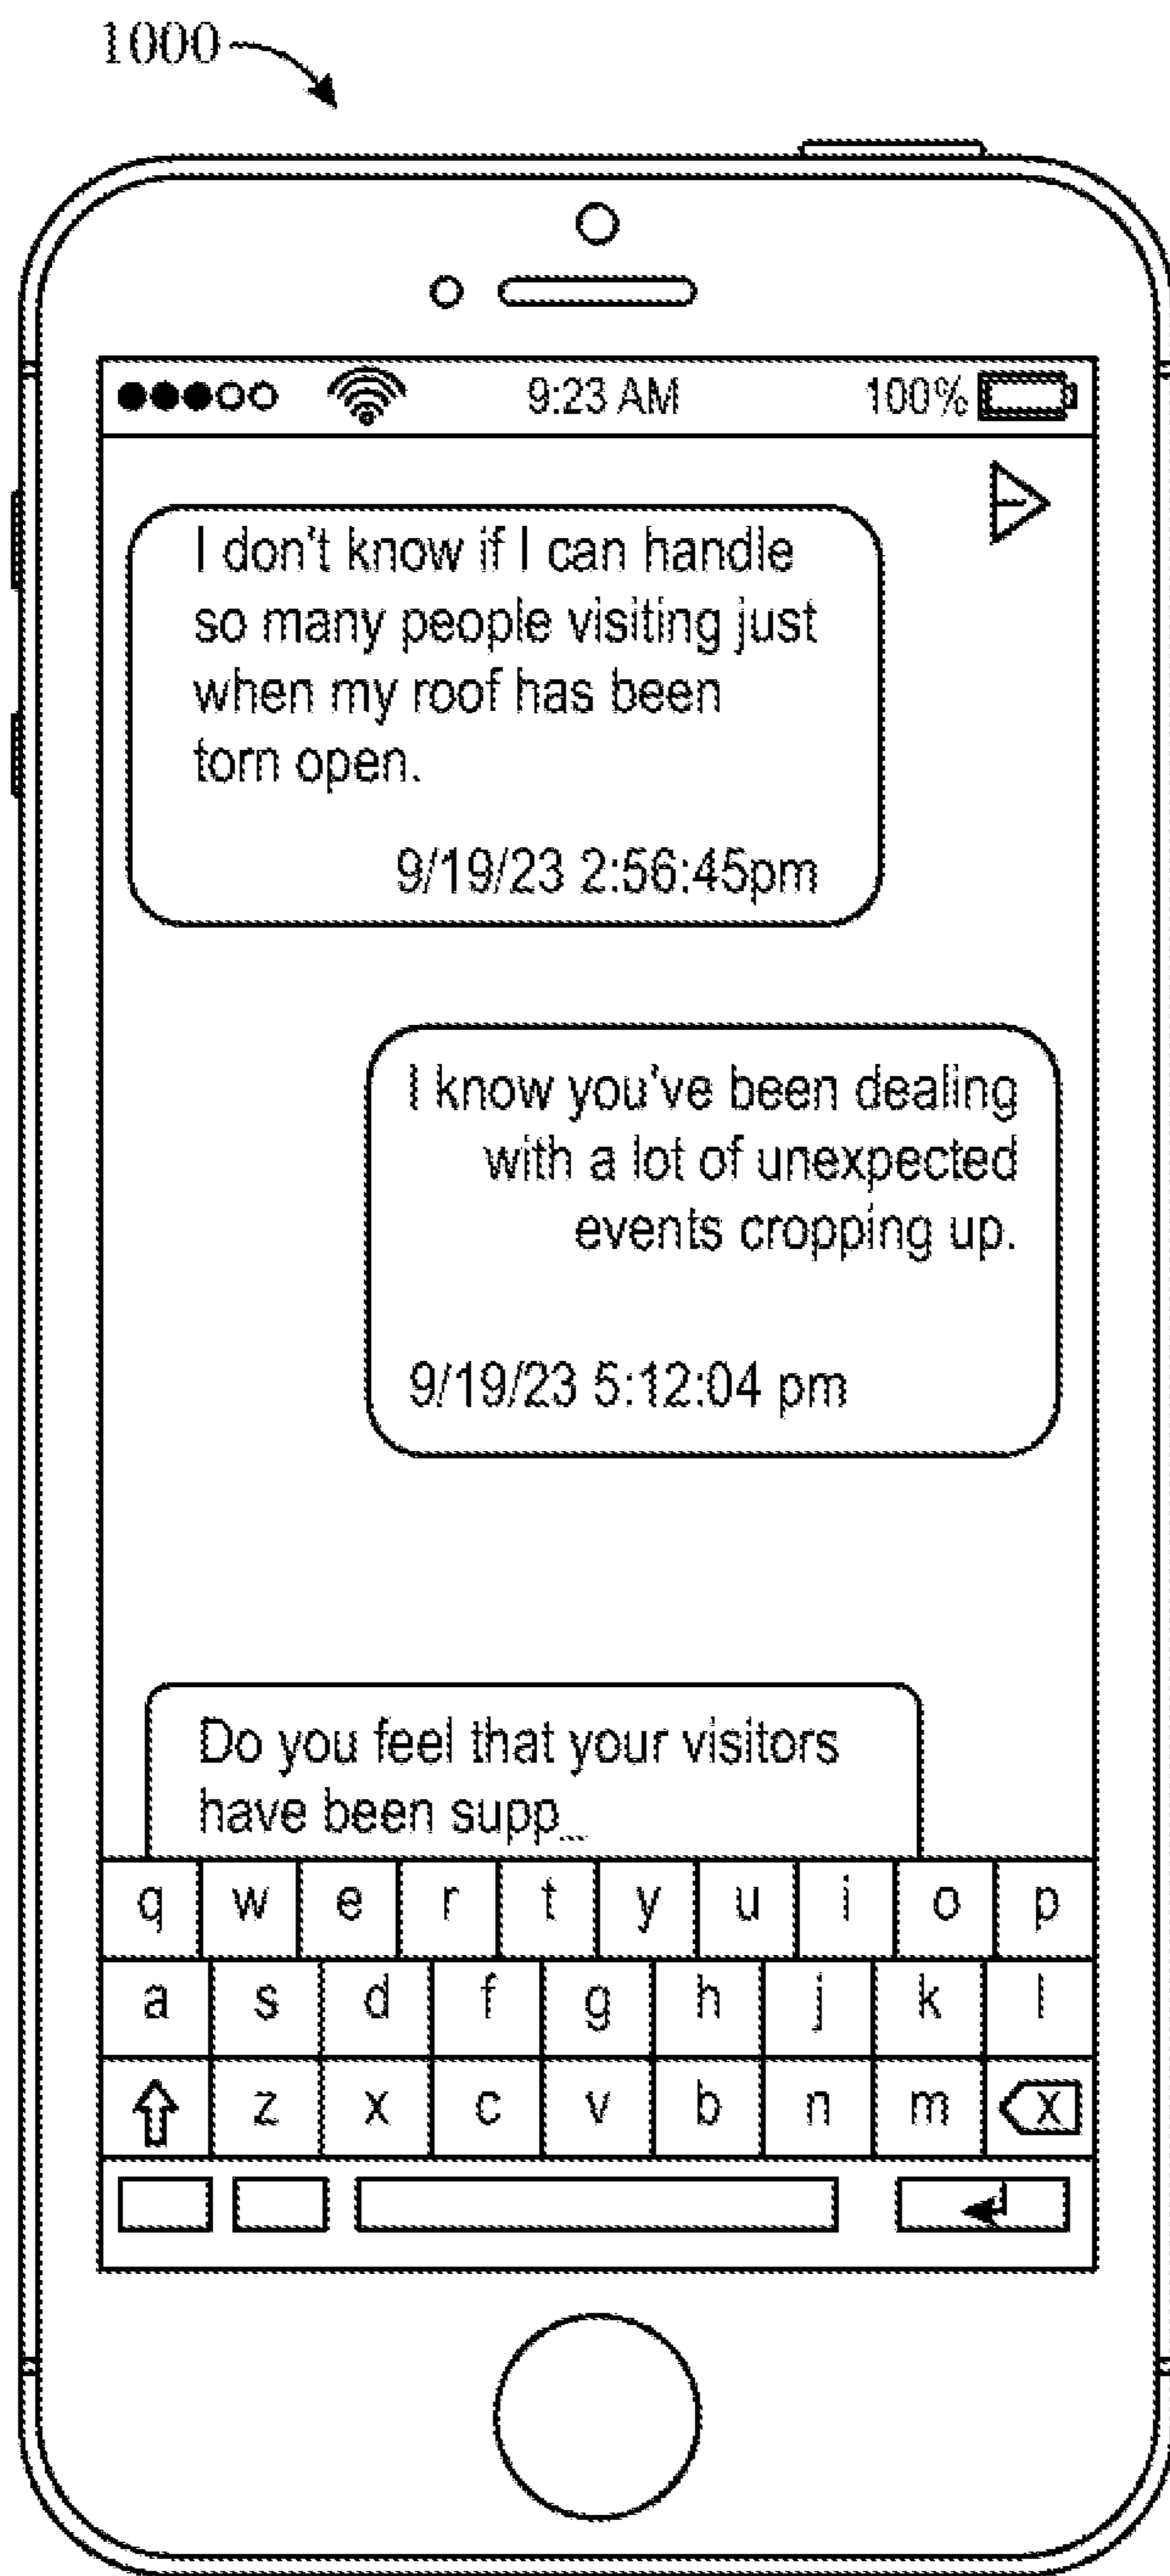 1000
9:23 AM 100%
I don't know if I can handle
so many people visiting just
when my roof has been
torn open.
9/19/23 2:56:45pm
I know you've been dealing
with a lot of unexpected
events cropping up.
9/19/23 5:12:04 pm
Do you feel that your visitors
have been supp_
q w e r t y u i o p
a s d f g h j k l
z x c v b n m X